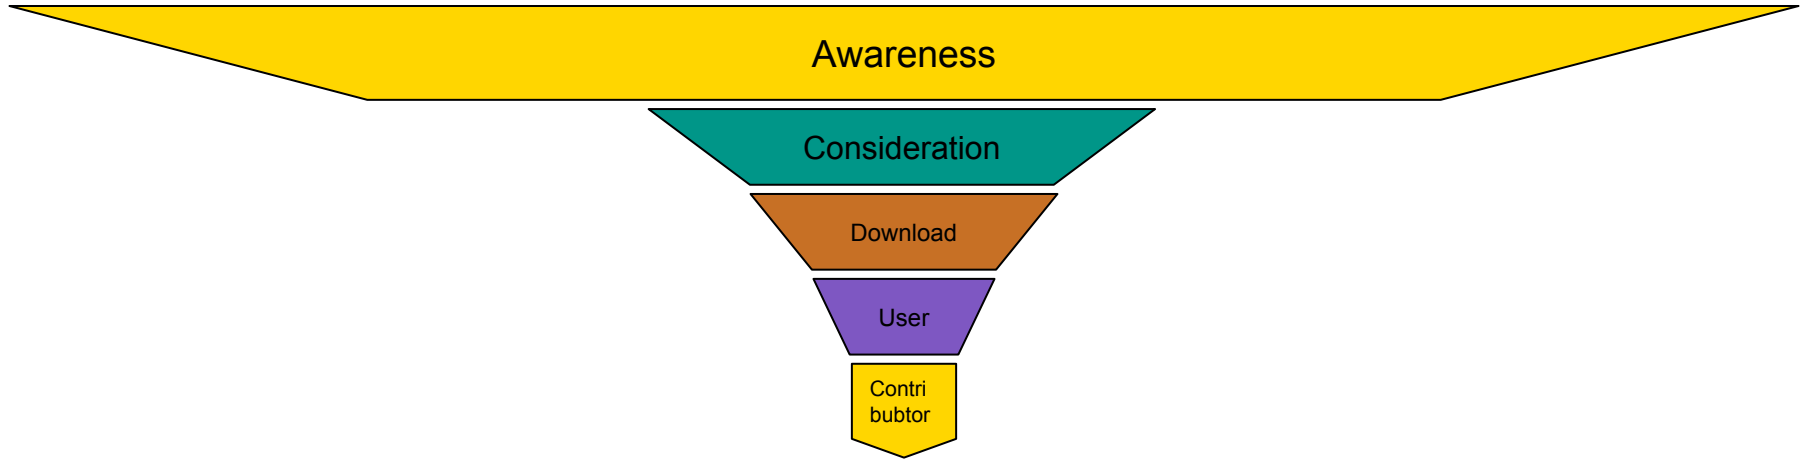 Awareness
Consideration
Download
User
Contri
bubtor